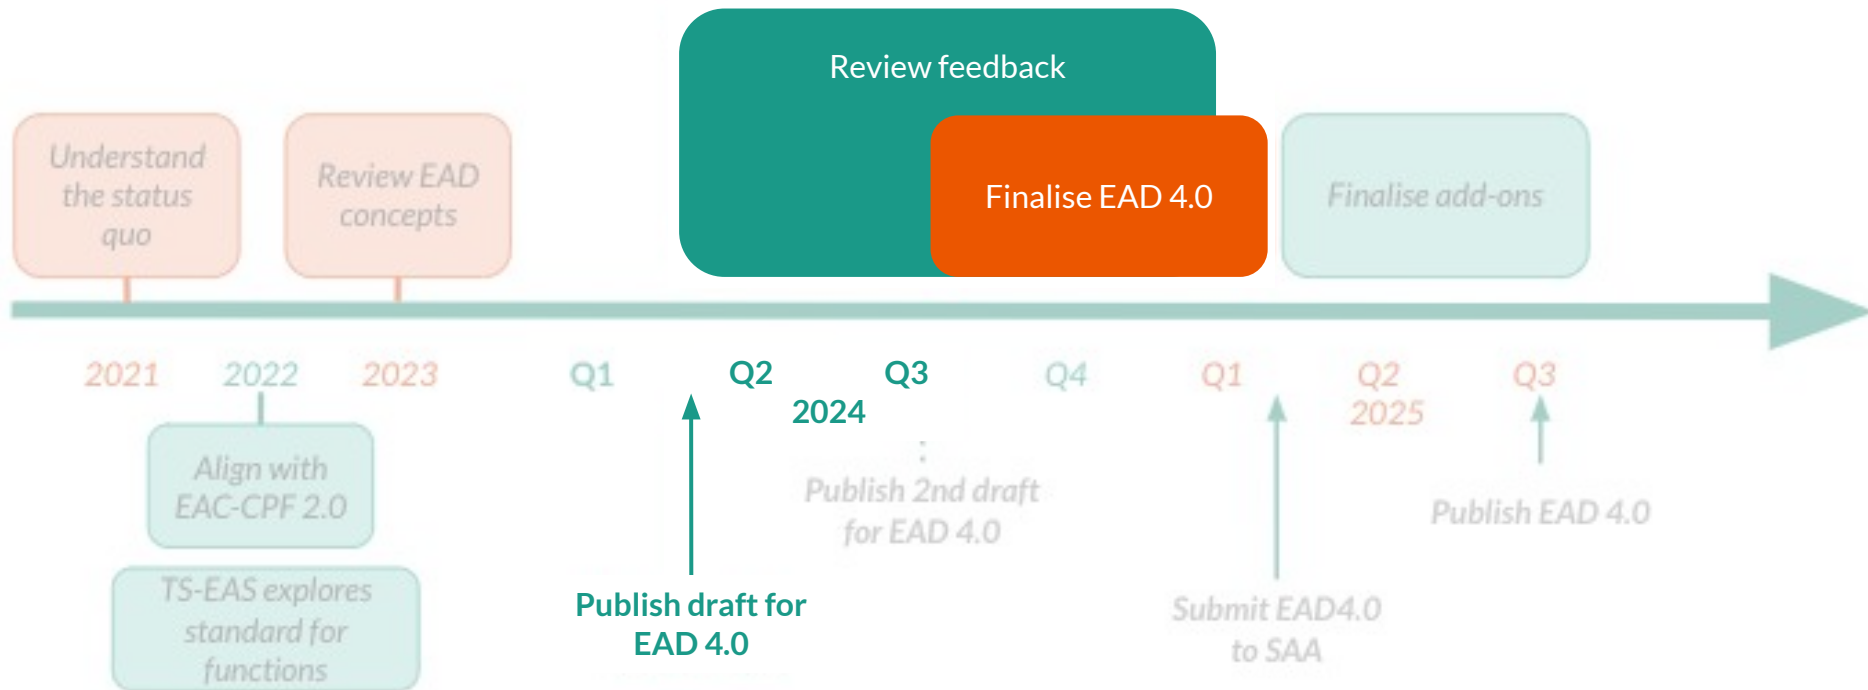 Review feedback
Understand
the status
quo
Review EAD
concepts
Finalise EAD 4.0
Finalise add-ons
2021
2022
2023
Q1
Q2
Q3
Q4
Q1
Q2
Q3
2024
2025
Align with
EAC-CPF 2.0
TS-EAS explores
standard for
functions
Publish draft for
EAD 4.0
Publish 2nd draft
for EAD 4.0
Submit EAD4.0
to SAA
Publish EAD 4.0